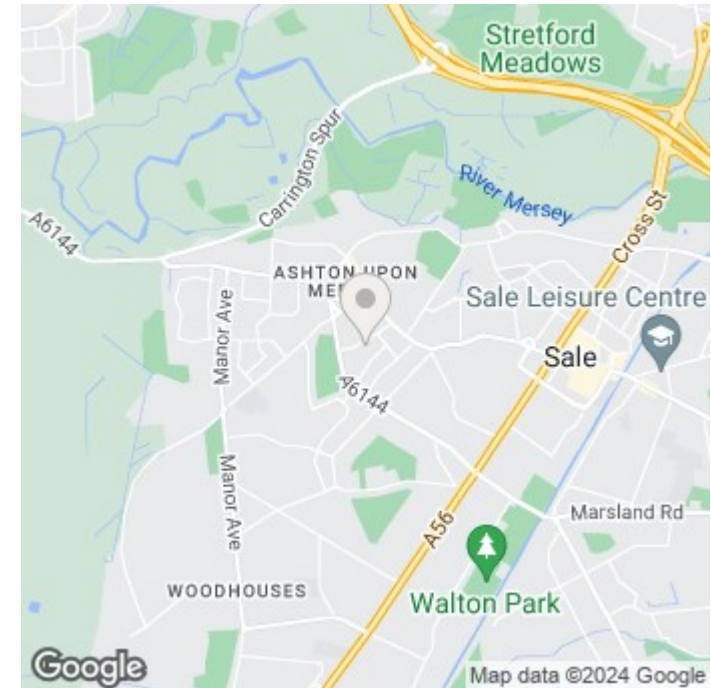 Stretford
Meadows
Carrington Spur
River Mersey
A6144
Cross St
ASHTON UPON
Sale Leisure Centre
Manor Ave
Sale
A6144
Manor Ave
A56
Marsland Rd
WOODHOUSES
Walton Park
Google
Map data ©2024 Google